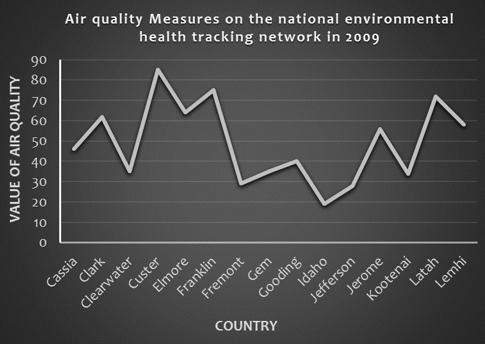 Air quality Measures on the national environmental
health tracking network in 2009
VALUE OF AIR QUALITY
90
80
70
60
50
40
30
20
10
0
Cassia
Clark
Clearwater
Custer
Elmore
Franklin
Fremont
Gem
Gooding
Idaho
Jefferson
Jerome
Kootenai
Latah
Lemhi
COUNTRY